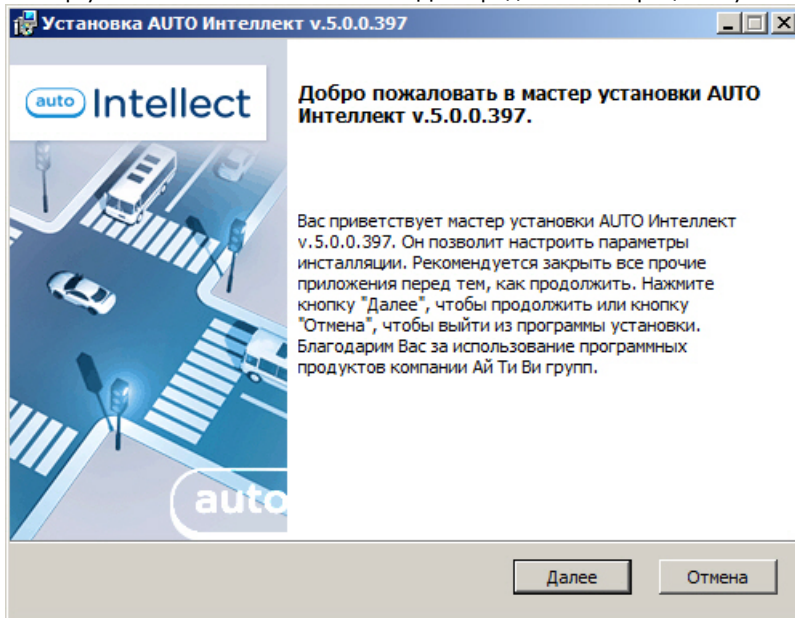 Установка AUTO Интеллект v.5.0.0.397
auto Intellect
Добро пожаловать в мастер установки AUTO
Интеллект v.5.0.0.397.
Вас приветствует мастер установки AUTO Интеллект
v.5.0.0.397. Он позволит настроить параметры
инсталляции. Рекомендуется закрыть все прочие
приложения перед тем, как продолжить. Нажмите
кнопку "Далее", чтобы продолжить или кнопку
"Отмена", чтобы выйти из программы установки.
Благодарим Вас за использование программных
продуктов компании Ай Ти Ви групп.
auto
Далее
Отмена